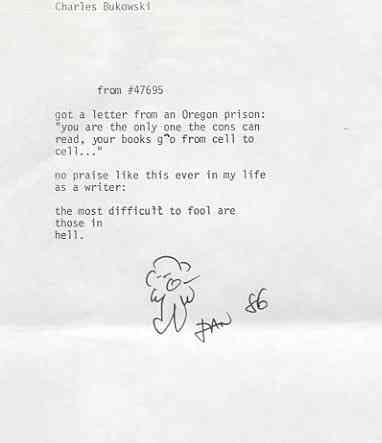 Charles Bukowski
from #47695
got a letter from an Oregon prison:
"you are the only one the cons can
read, your books g^o from cell to
cell..."
no praise like this ever in my life
as a writer:
the most difficult to fool are
those in
hell.
JAN 86